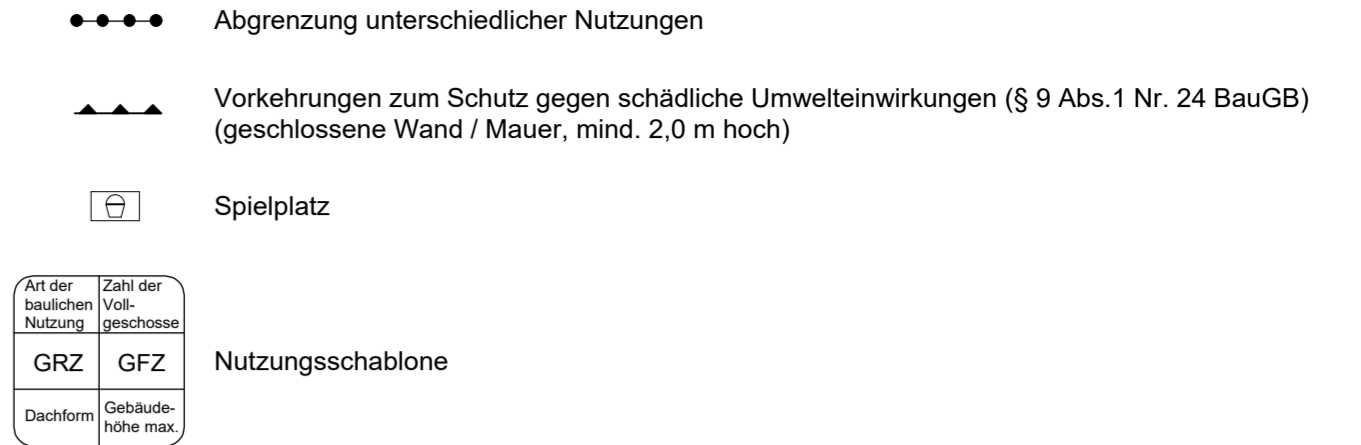 Abgrenzung unterschiedlicher Nutzungen
Vorkehrungen zum Schutz gegen schädliche Umwelteinwirkungen (§ 9 Abs.1 Nr. 24 BauGB)
(geschlossene Wand / Mauer, mind. 2,0 m hoch)
Spielplatz
Art der
baulichen
Nutzung
Zahl der
Voll-
geschosse
GRZ
GFZ
Dachform
Gebäude-
höhe max.
Nutzungsschablone